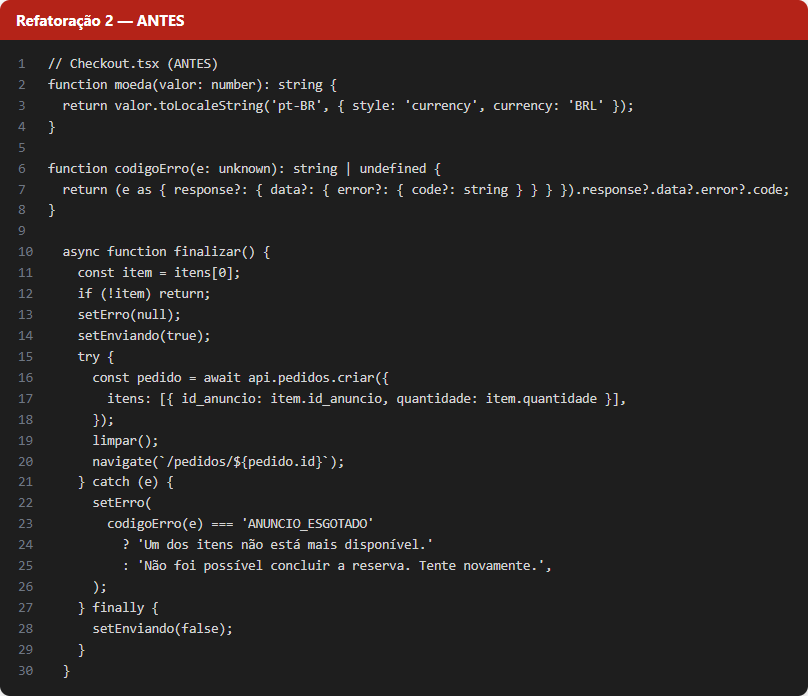 Refatoração 2 — ANTES
1 // Checkout.tsx (ANTES)
2 function moeda(valor: number): string {
3   return valor.toLocaleString('pt-BR', { style: 'currency', currency: 'BRL' });
4 }
5
6 function codigoErro(e: unknown): string | undefined {
7   return (e as { response?: { data?: { error?: { code?: string } } } }).response?.data?.error?.code;
8 }
9
10   async function finalizar() {
11     const item = itens[0];
12     if (!item) return;
13     setErro(null);
14     setEnviando(true);
15     try {
16       const pedido = await api.pedidos.criar({
17         itens: [{ id_anuncio: item.id_anuncio, quantidade: item.quantidade }],
18       });
19       limpar();
20       navigate(`/pedidos/${pedido.id}`);
21     } catch (e) {
22       setErro(
23         codigoErro(e) === 'ANUNCIO_ESGOTADO'
24           ? 'Um dos itens não está mais disponível.'
25           : 'Não foi possível concluir a reserva. Tente novamente.',
26       );
27     } finally {
28       setEnviando(false);
29     }
30   }